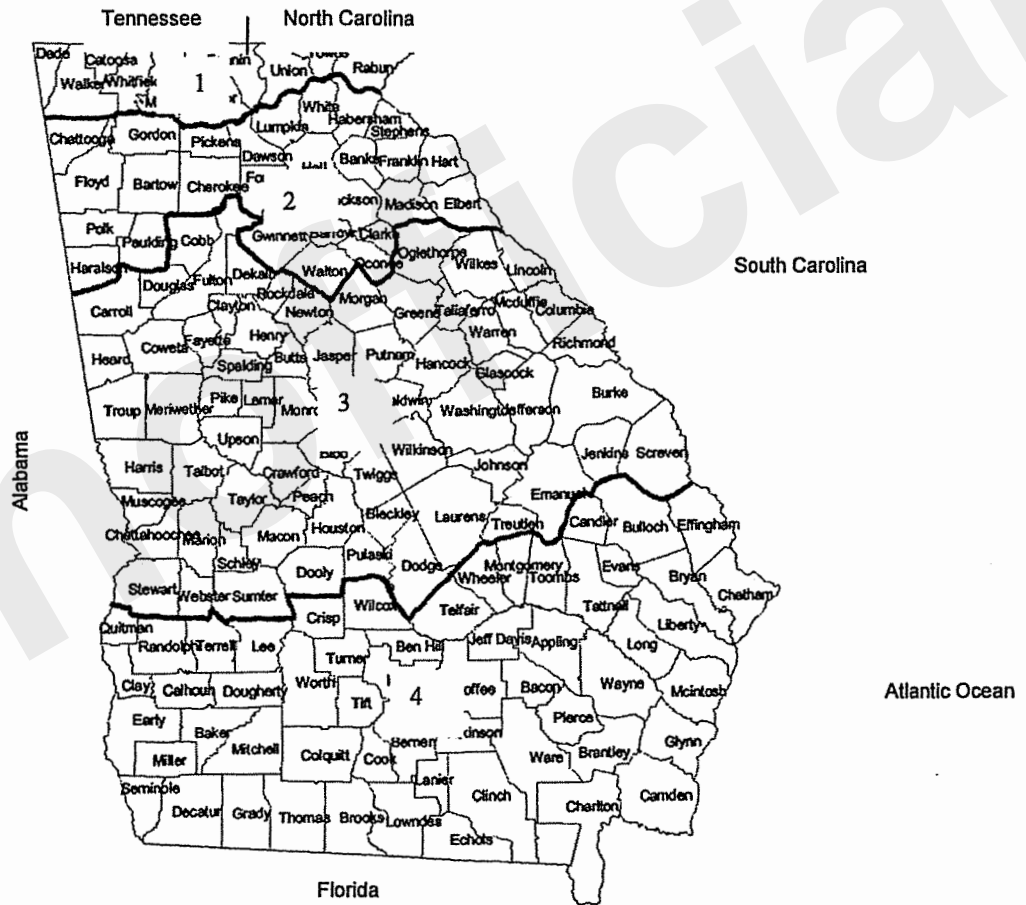 Tennessee North Carolina
Dade Catoosa Union Rabun
Walker Whitfield
1
White
Lumpkin Habersham
Stephens
Chattooga Gordon Pickens
Dawson Banks Franklin Hart
Floyd Bartow Cherokee
2 ckson Madison Elbert
Polk Paulding Cobb Gwinnett Clarke
Oglethorpe Wilkes
Haralson Dekalb Walton Oconee Lincoln
South Carolina
Douglas Fulton Rockdale Morgan
Carroll Clayton Newton Greene Taliaferro Mcduffie Columbia
Coweta Fayette Henry Warren Richmond
Heard Spalding Butts Jasper Putnam Hancock Glascock
Troup Meriwether Pike Lamar Monro 3 aldwin Washington Jefferson Burke
Upson Wilkinson
Harris Talbot Crawford Twiggs Johnson Jenkins Screven
Alabama
Muscogee Taylor Peach Bleckley Laurens Emanuel
Chattahoochee Marion Macon Houston Treutlen Candler Bulloch Effingham
Schley Dooly Pulaski Dodge
Stewart Webster Sumter Wheeler Montgomery Toombs Evans Bryan Chatham
Quitman Crisp Wilcox Telfair Tattnall Liberty
Randolph Terrell Lee Turner Ben Hil Jeff Davis Appling Long
Clay Calhoun Dougherty Worth Tift 4 offee Bacon Wayne Mcintosh
Atlantic Ocean
Early Baker Mitchell Pierce
Miller Colquitt Cook Berrien kinson Ware Brantley Glynn
Seminole Lanier Clinch Charlton Camden
Decatur Grady Thomas Brooks Lowndes
Echols
Florida